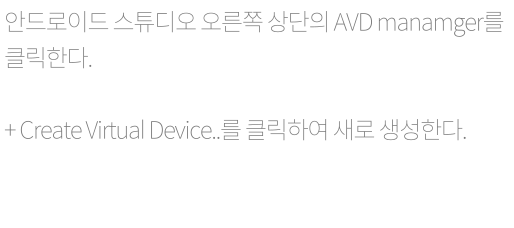 안드로이드 스튜디오 오른쪽 상단의 AVD manamger를
클릭한다.
+ Create Virtual Device..를 클릭하여 새로 생성한다.